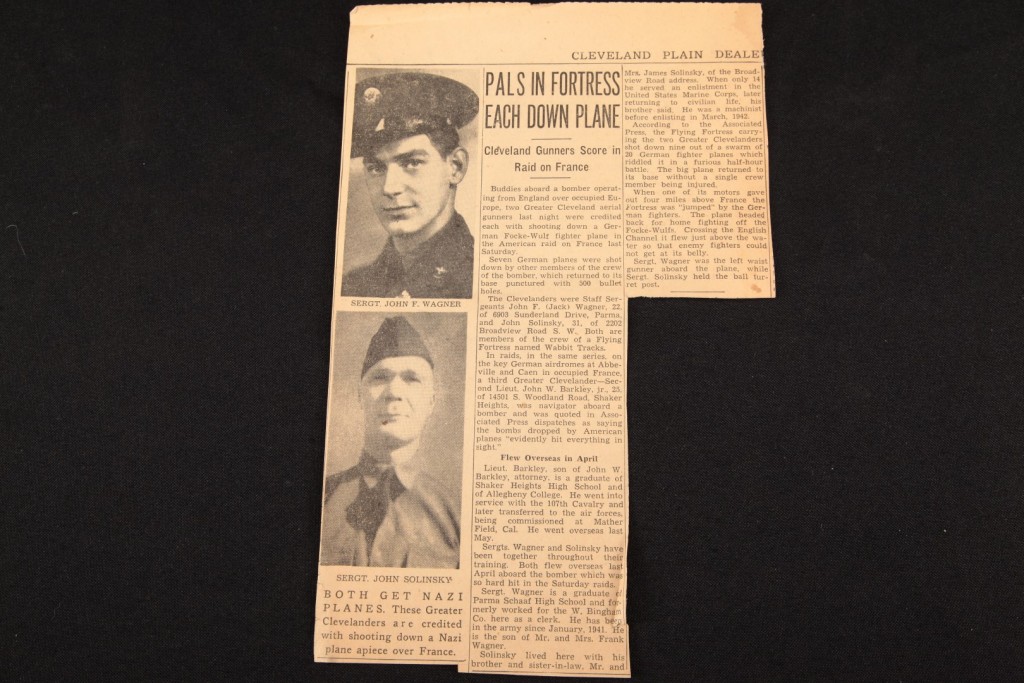 CLEVELAND PLAIN DEALE
SERGT. JOHN F. WAGNER
SERGT. JOHN SOLINSKY
BOTH GET NAZI
PLANES. These Greater
Clevelanders are credited
with shooting down a Nazi
plane apiece over France.
PALS IN FORTRESS
EACH DOWN PLANE
Cleveland Gunners Score in
Raid on France
Buddies aboard a bomber operat-
ing from England over occupied Eu-
rope, two Greater Cleveland aerial
gunners last night were credited
each with shooting down a Ger-
man Focke-Wulf fighter plane in
the American raid on France last
Saturday.
Seven German planes were shot
down by other members of the crew
of the bomber, which returned to its
base punctured with 300 bullet
holes.
The Clevelanders were Staff Ser-
geants John F. (Jack) Wagner, 22,
of 6903 Sunderland Drive, Parma,
and John Solinsky, 31, of 2202
Broadview Road S. W. Both are
members of the crew of a Flying
Fortress named Wabbit Tracks.
In raids, in the same series, on
the key German airdromes at Abbe-
ville and Caen in occupied France,
a third Greater Clevelander—Sec-
ond Lieut. John W. Barkley, jr., 25,
of 14501 S. Woodland Road, Shaker
Heights, was navigator aboard a
bomber and was quoted in Asso-
ciated Press dispatches as saying
the bombs dropped by American
planes "evidently hit everything in
sight."
Flew Overseas in April
Lieut. Barkley, son of John W.
Barkley, attorney, is a graduate of
Shaker Heights High School and
of Allegheny College. He went into
service with the 107th Cavalry and
later transferred to the air forces,
being commissioned at Mather
Field, Cal. He went overseas last
May.
Sergts. Wagner and Solinsky have
been together throughout their
training. Both flew overseas last
April aboard the bomber which was
so hard hit in the Saturday raids.
Sergt. Wagner is a graduate of
Parma Schaaf High School and for-
merly worked for the W. Bingham
Co. here as a clerk. He has been
in the army since January, 1941. He
is the son of Mr. and Mrs. Frank
Wagner.
Solinsky lived here with his
brother and sister-in-law, Mr. and
Mrs. James Solinsky, of the Broad-
view Road address. When only 14
he served an enlistment in the
United States Marine Corps, later
returning to civilian life, his
brother said. He was a machinist
before enlisting in March, 1942.
According to the Associated
Press, the Flying Fortress carry-
ing the two Greater Clevelanders
shot down nine out of a swarm of
20 German fighter planes which
riddled it in a furious half-hour
battle. The big plane returned to
its base without a single crew
member being injured.
When one of its motors gave
out four miles above France the
Fortress was "jumped" by the Ger-
man fighters. The plane headed
back for home fighting off the
Focke-Wulfs. Crossing the English
Channel it flew just above the wa-
ter so that enemy fighters could
not get at its belly.
Sergt. Wagner was the left waist
gunner aboard the plane, while
Sergt. Solinsky held the ball tur-
ret post.